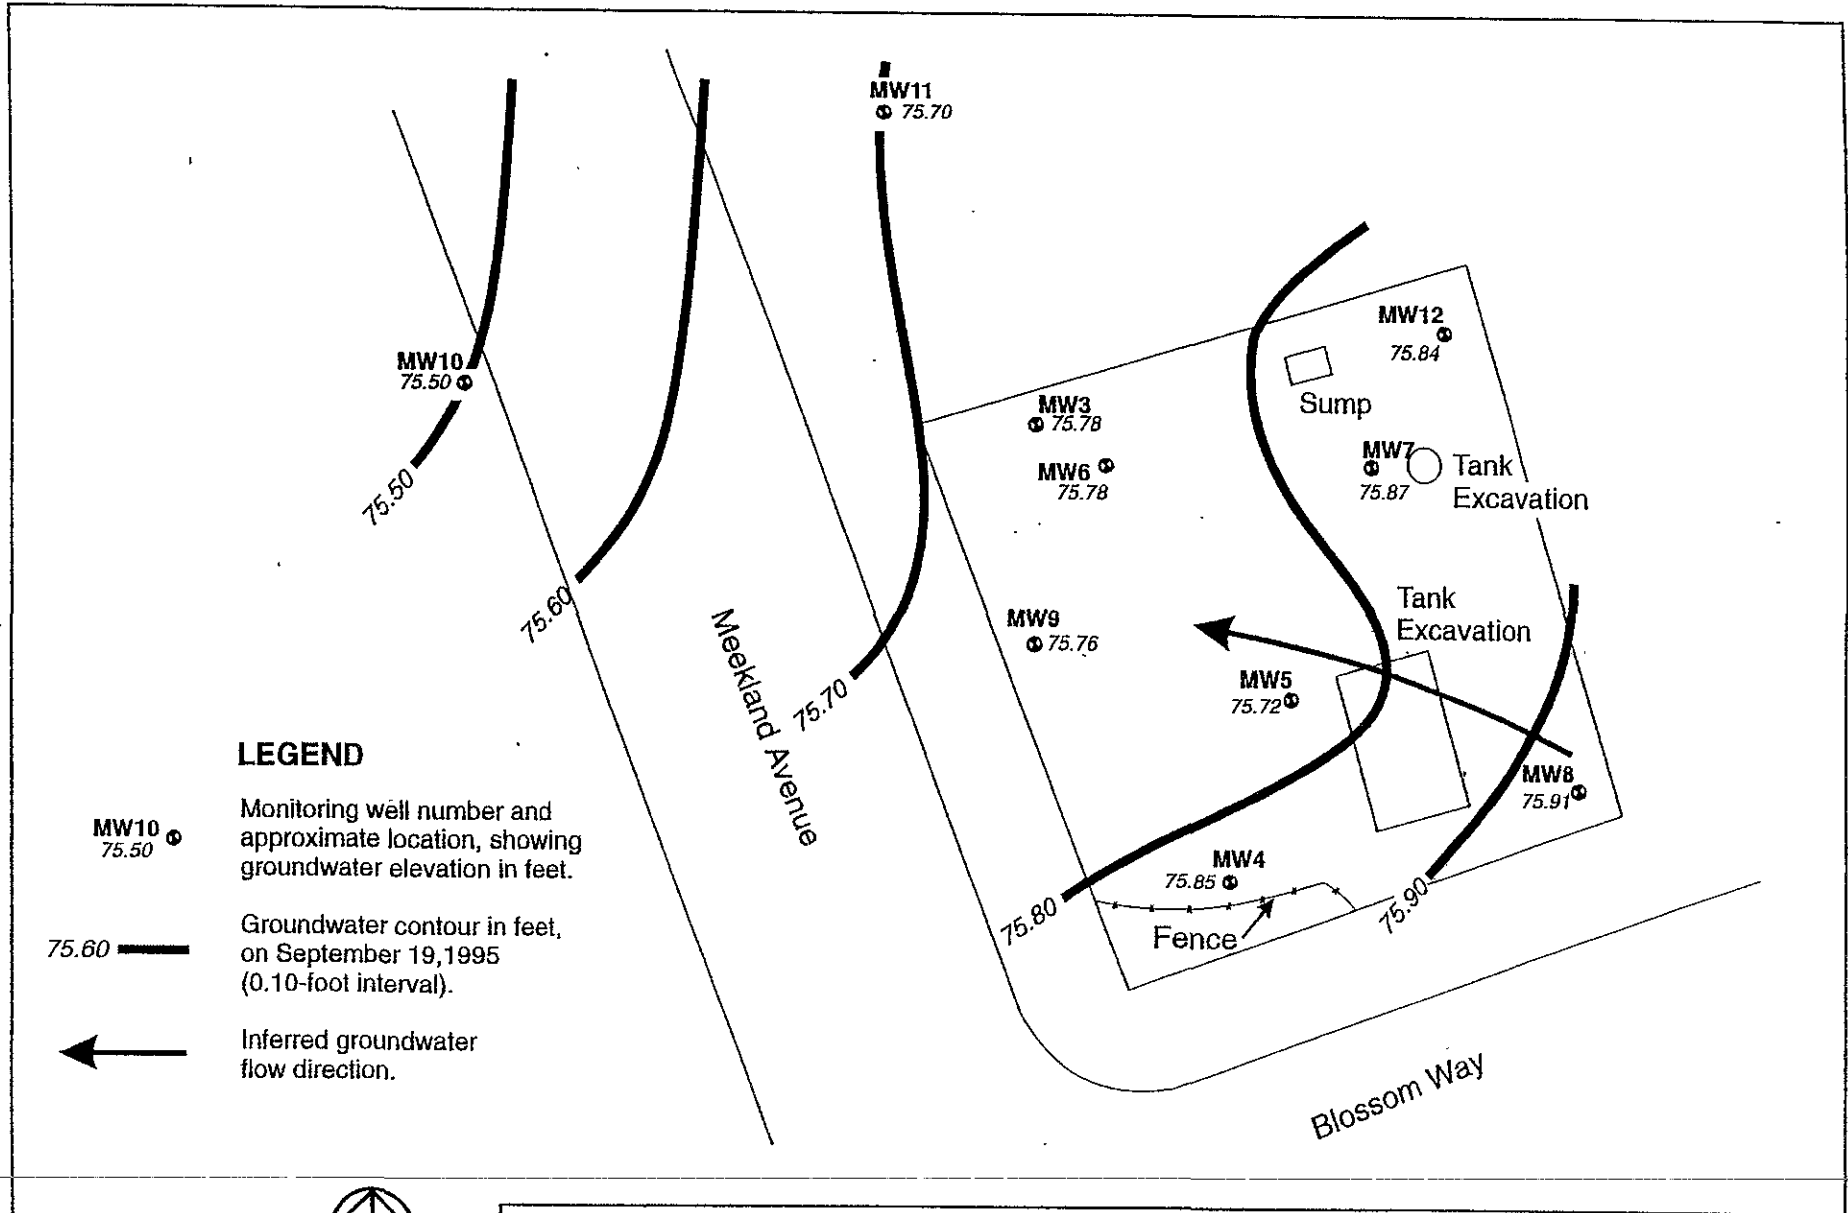 MW11
75.70
MW12
75.84
MW10
75.50
Sump
MW3
75.78
MW7
75.87
Tank
Excavation
MW6
75.78
75.50
75.60
Tank
Excavation
MW9
75.76
MW5
75.72
75.70
Meekland Avenue
MW8
75.91
MW4
75.85
75.80
75.90
Fence
Blossom Way
LEGEND
MW10
75.50
Monitoring well number and
approximate location, showing
groundwater elevation in feet.
75.60
Groundwater contour in feet,
on September 19,1995
(0.10-foot interval).
Inferred groundwater
flow direction.